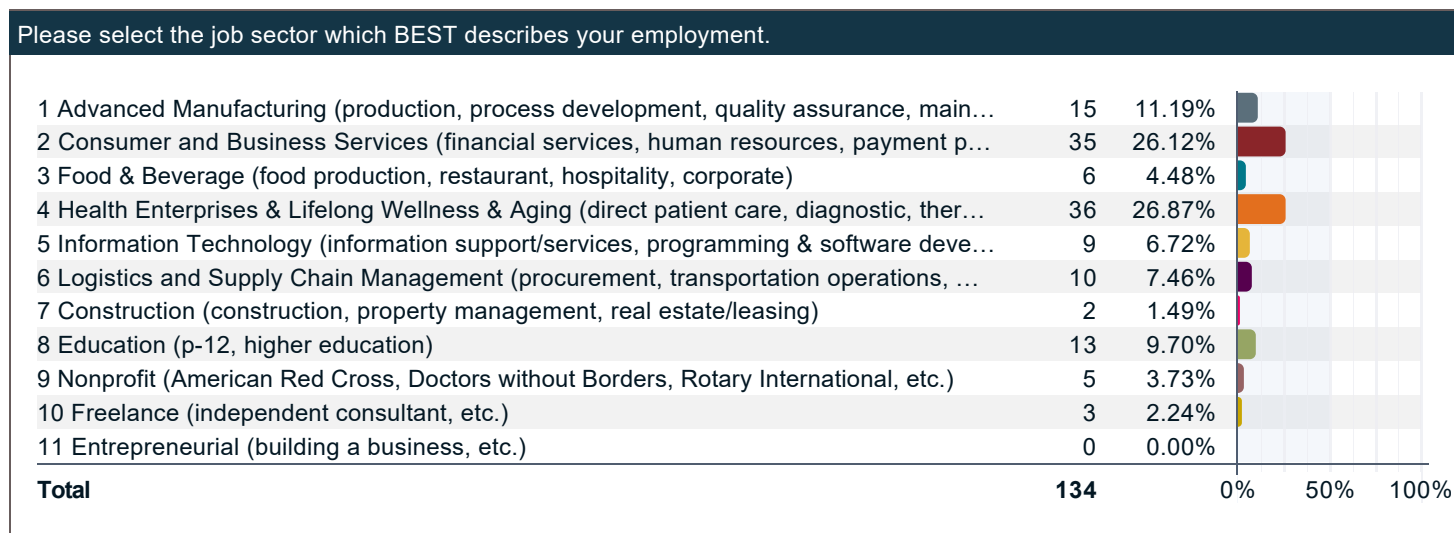 Please select the job sector which BEST describes your employment.
1 Advanced Manufacturing (production, process development, quality assurance, main… 15 11.19%
2 Consumer and Business Services (financial services, human resources, payment p… 35 26.12%
3 Food & Beverage (food production, restaurant, hospitality, corporate) 6 4.48%
4 Health Enterprises & Lifelong Wellness & Aging (direct patient care, diagnostic, ther… 36 26.87%
5 Information Technology (information support/services, programming & software deve… 9 6.72%
6 Logistics and Supply Chain Management (procurement, transportation operations, … 10 7.46%
7 Construction (construction, property management, real estate/leasing) 2 1.49%
8 Education (p-12, higher education) 13 9.70%
9 Nonprofit (American Red Cross, Doctors without Borders, Rotary International, etc.) 5 3.73%
10 Freelance (independent consultant, etc.) 3 2.24%
11 Entrepreneurial (building a business, etc.) 0 0.00%
Total 134 0% 50% 100%